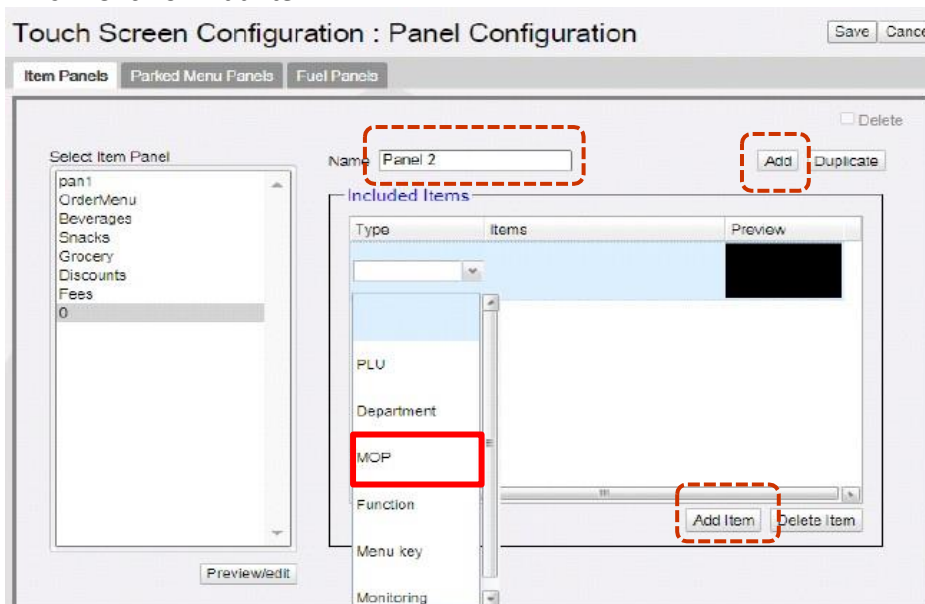 Touch Screen Configuration : Panel Configuration
Save
Cance
Item Panels
Parked Menu Panels
Fuel Panels
Delete
Select Item Panel
Name
Panel 2
Add
Duplicate
pan1
OrderMenu
Beverages
Snacks
Grocery
Discounts
Fees
0
Included Items
Type
Items
Preview
PLU
Department
MOP
Function
Menu key
Monitoring
Add Item
Delete Item
Preview/edit